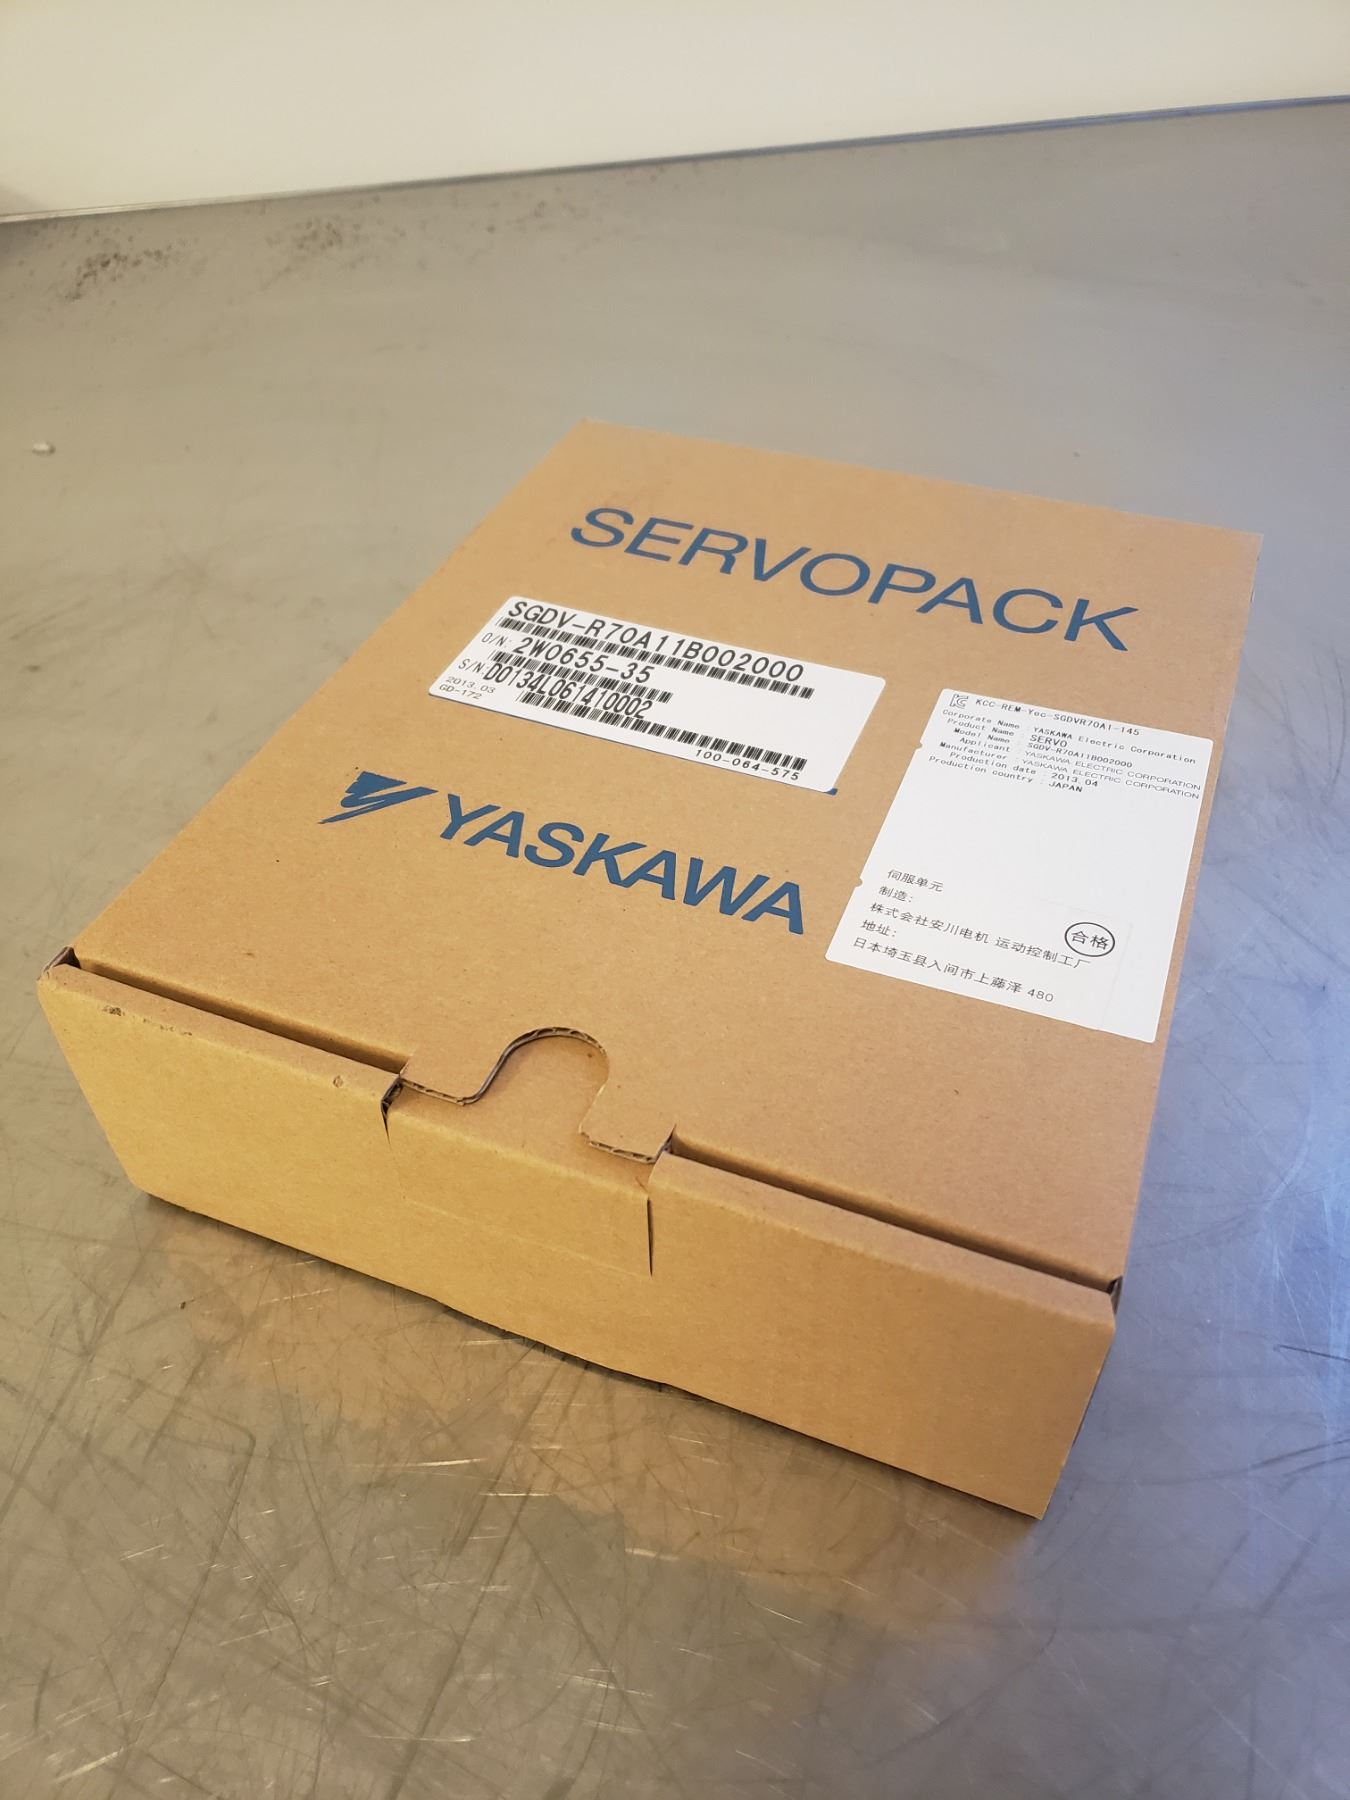 SERVOPACK
SGDV-R70A11B002000
O/N: 2W0655-35
S/N D0134L061410002
2013.03
GD-172
100-064-575
YASKAWA
KCC-REM-Yec-SGDVR70A1-145
Corporate Name : YASKAWA Electric Corporation
Product Name : SERVO
Model Name : SGDV-R70A11B002000
Applicant : YASKAWA ELECTRIC CORPORATION
Manufacturer : YASKAWA ELECTRIC CORPORATION
Production date : 2013.04
Production country : JAPAN
伺服单元
制造:
株式会社安川电机 运动控制工厂
地址:
日本埼玉县入间市上藤泽 480
合格